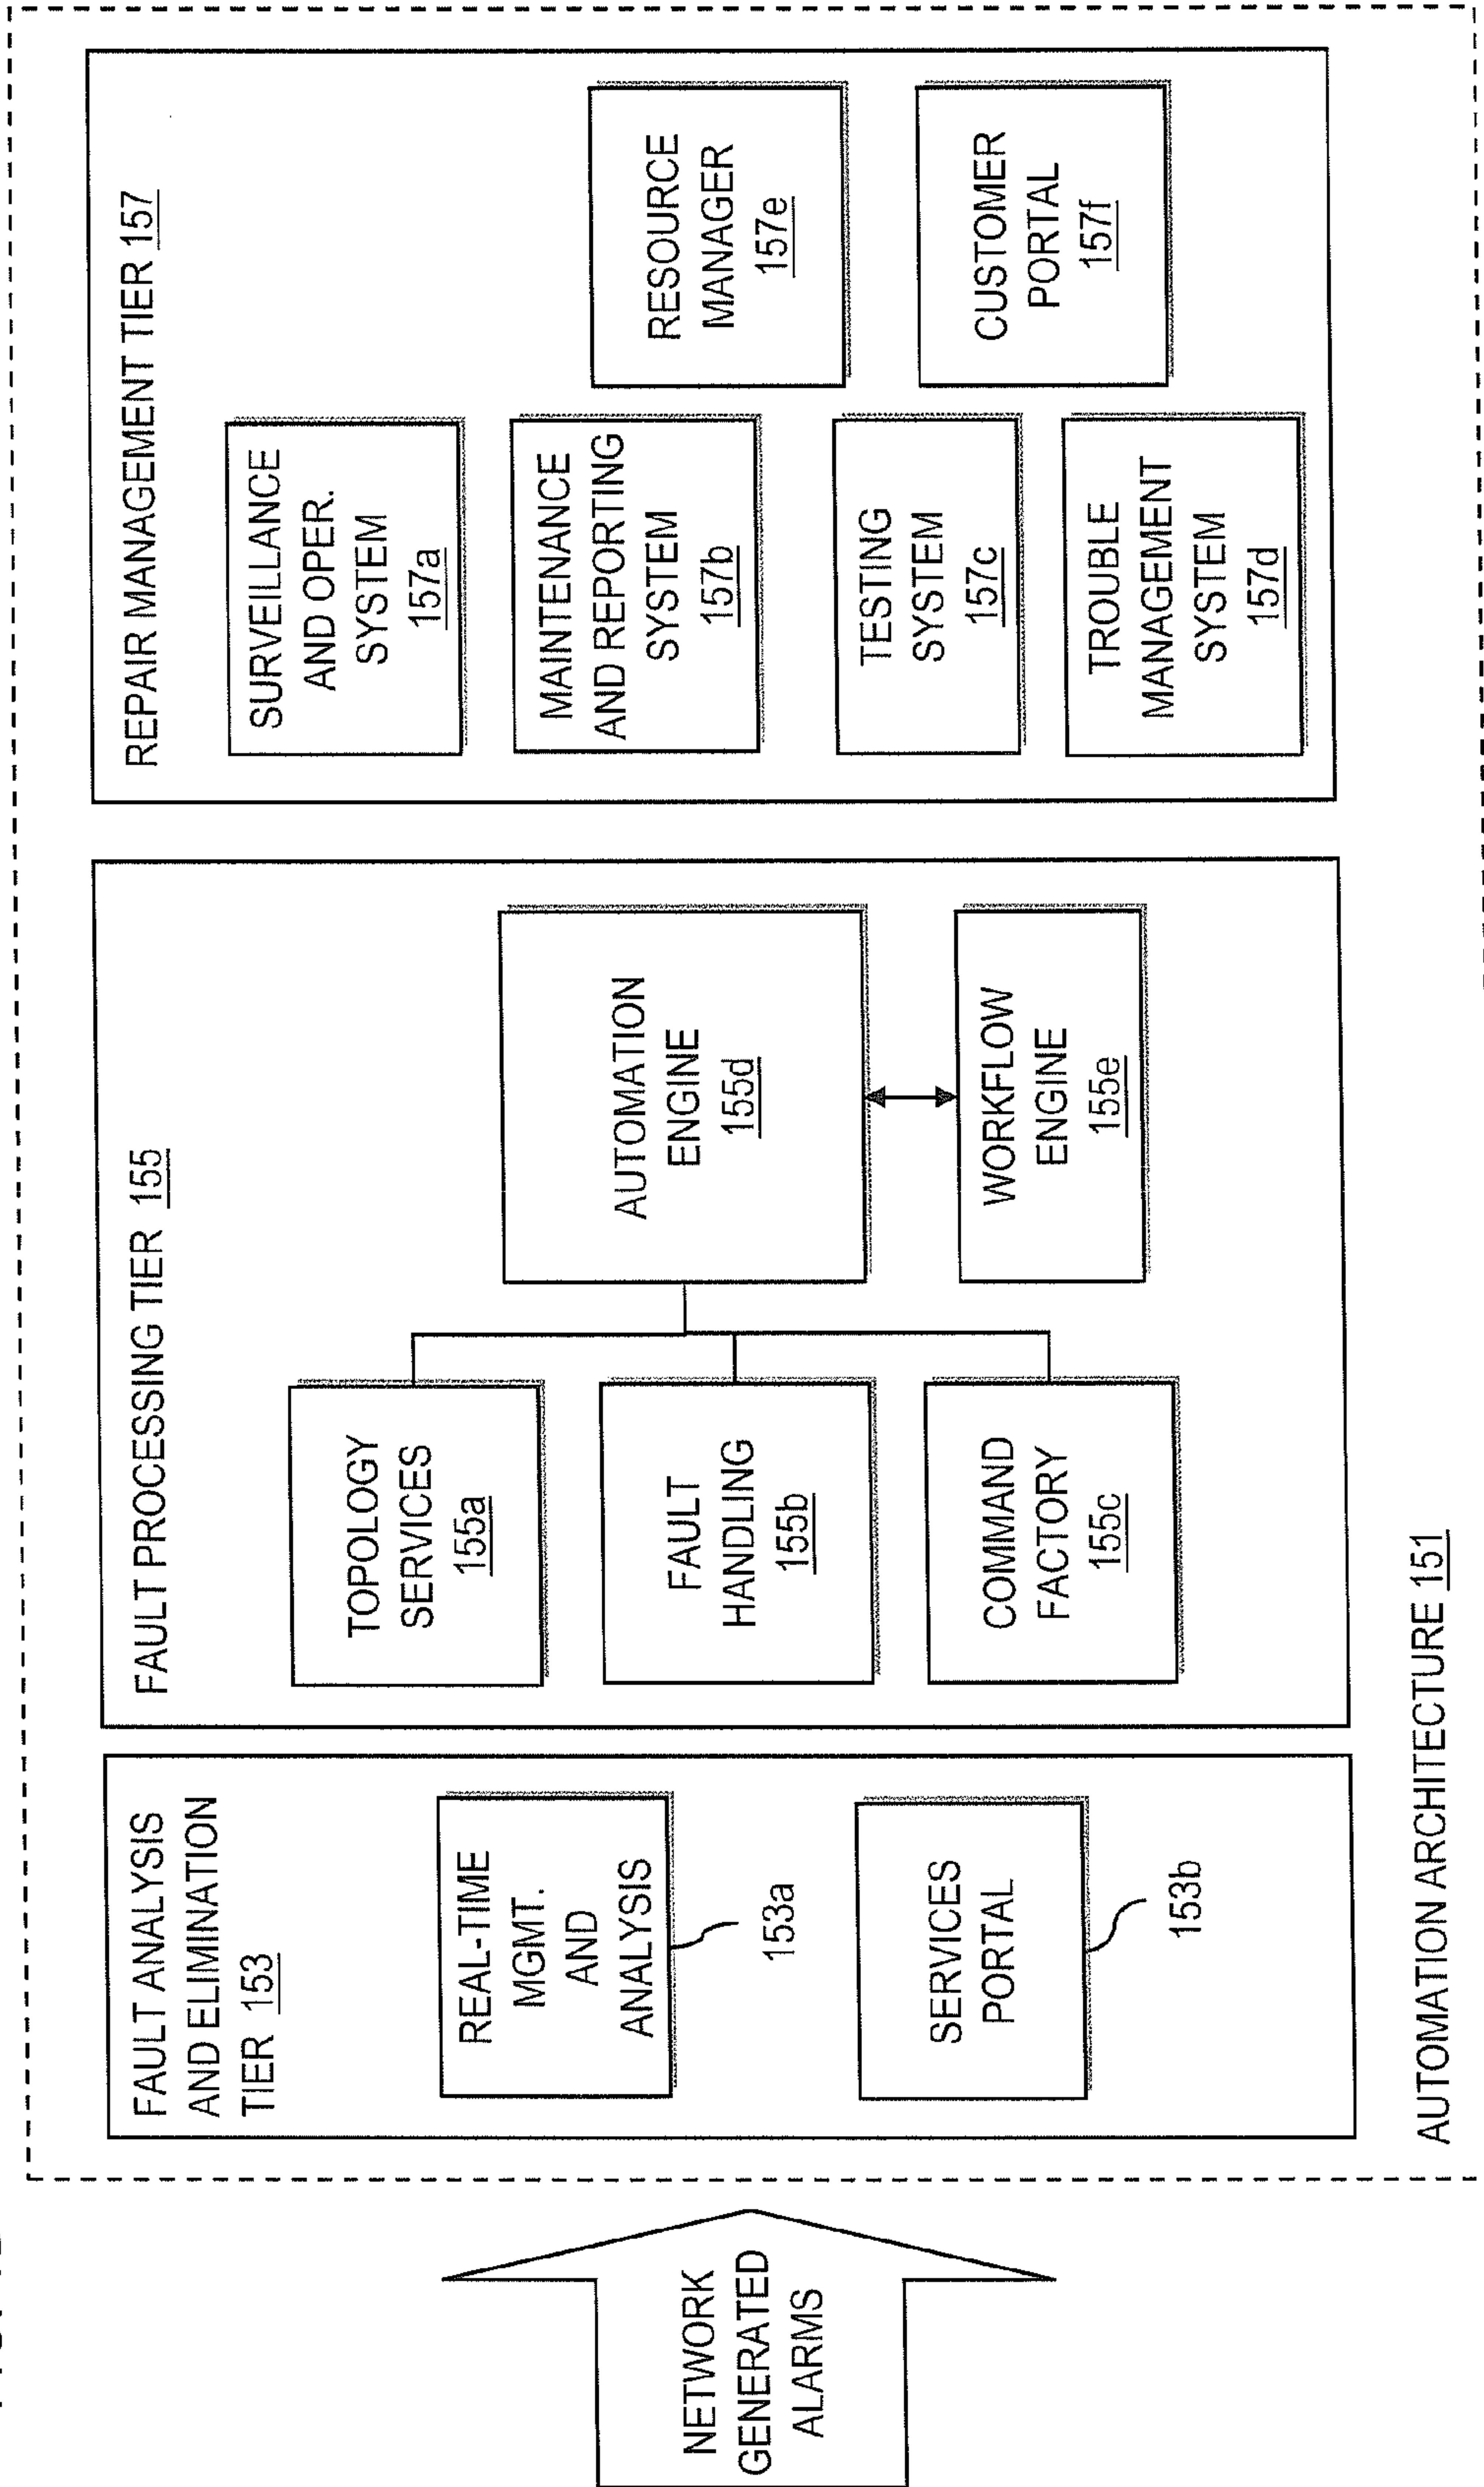 NETWORK
GENERATED
ALARMS
FAULT ANALYSIS
AND ELIMINATION
TIER 153
REAL-TIME
MGMT.
AND
ANALYSIS
153a
SERVICES
PORTAL
153b
FAULT PROCESSING TIER 155
TOPOLOGY
SERVICES
155a
FAULT
HANDLING
155b
COMMAND
FACTORY
155c
AUTOMATION
ENGINE
155d
WORKFLOW
ENGINE
155e
REPAIR MANAGEMENT TIER 157
SURVEILLANCE
AND OPER.
SYSTEM
157a
MAINTENANCE
AND REPORTING
SYSTEM
157b
TESTING
SYSTEM
157c
TROUBLE
MANAGEMENT
SYSTEM
157d
RESOURCE
MANAGER
157e
CUSTOMER
PORTAL
157f
AUTOMATION ARCHITECTURE 151